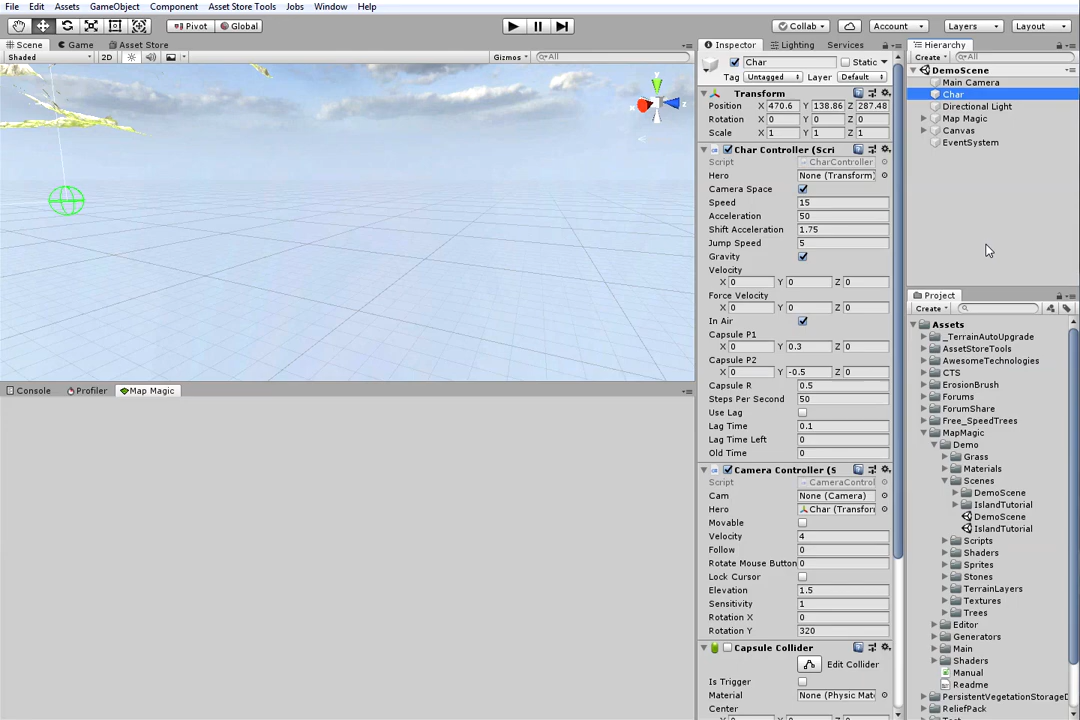 File Edit Assets GameObject Component Asset Store Tools Jobs Window Help
Pivot Global Collab Account Layers Layout
Scene Game Asset Store
Shaded 2D Gizmos All
Inspector Lighting Services
Char Static
Tag Untagged Layer Default
Transform
Position X 470.6 Y 138.86 Z 287.48
Rotation X 0 Y 0 Z 0
Scale X 1 Y 1 Z 1
Char Controller (Scri
Script CharController
Hero None (Transform)
Camera Space
Speed 15
Acceleration 50
Shift Acceleration 1.75
Jump Speed 5
Gravity
Velocity
X 0 Y 0 Z 0
Force Velocity
X 0 Y 0 Z 0
In Air
Capsule P1
X 0 Y 0.3 Z 0
Capsule P2
X 0 Y -0.5 Z 0
Capsule R 0.5
Steps Per Second 50
Use Lag
Lag Time 0.1
Lag Time Left 0
Old Time 0
Camera Controller (S
Script CameraControl
Cam None (Camera)
Hero Char (Transforn
Movable
Velocity 4
Follow 0
Rotate Mouse Button 0
Lock Cursor
Elevation 1.5
Sensitivity 1
Rotation X 0
Rotation Y 320
Capsule Collider
Edit Collider
Is Trigger
Material None (Physic Mat
Center
Hierarchy
Create All
DemoScene
Main Camera
Char
Directional Light
Map Magic
Canvas
EventSystem
Project
Create
Assets
_TerrainAutoUpgrade
AssetStoreTools
AwesomeTechnologies
CTS
ErosionBrush
Forums
ForumShare
Free_SpeedTrees
MapMagic
Demo
Grass
Materials
Scenes
DemoScene
IslandTutorial
DemoScene
IslandTutorial
Scripts
Shaders
Sprites
Stones
TerrainLayers
Textures
Trees
Editor
Generators
Main
Shaders
Manual
Readme
PersistentVegetationStorageD
ReliefPack
Console Profiler Map Magic